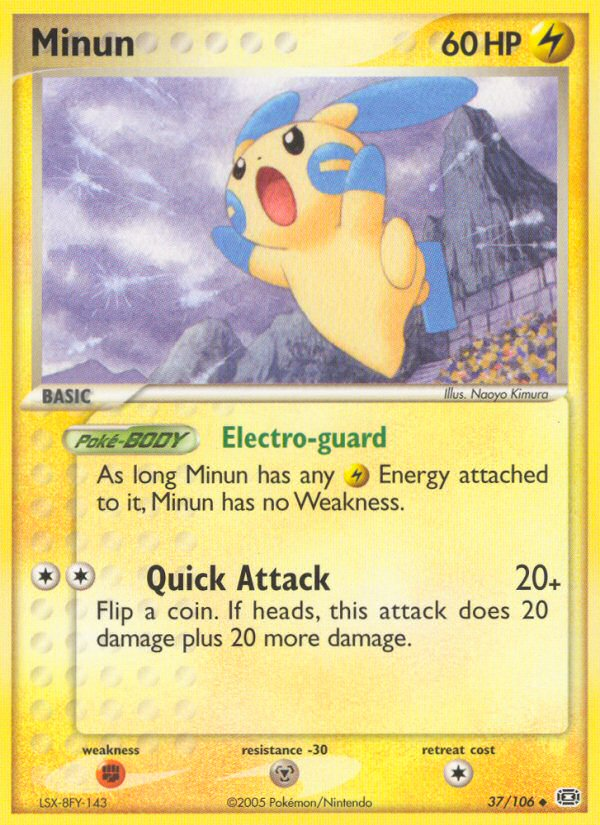 Minun 60 HP
BASIC
Illus. Naoyo Kimura
Poké-BODY Electro-guard
As long Minun has any Energy attached
to it, Minun has no Weakness.
Quick Attack 20+
Flip a coin. If heads, this attack does 20
damage plus 20 more damage.
weakness resistance -30 retreat cost
LSX-8FY-143 ©2005 Pokémon/Nintendo 37/106